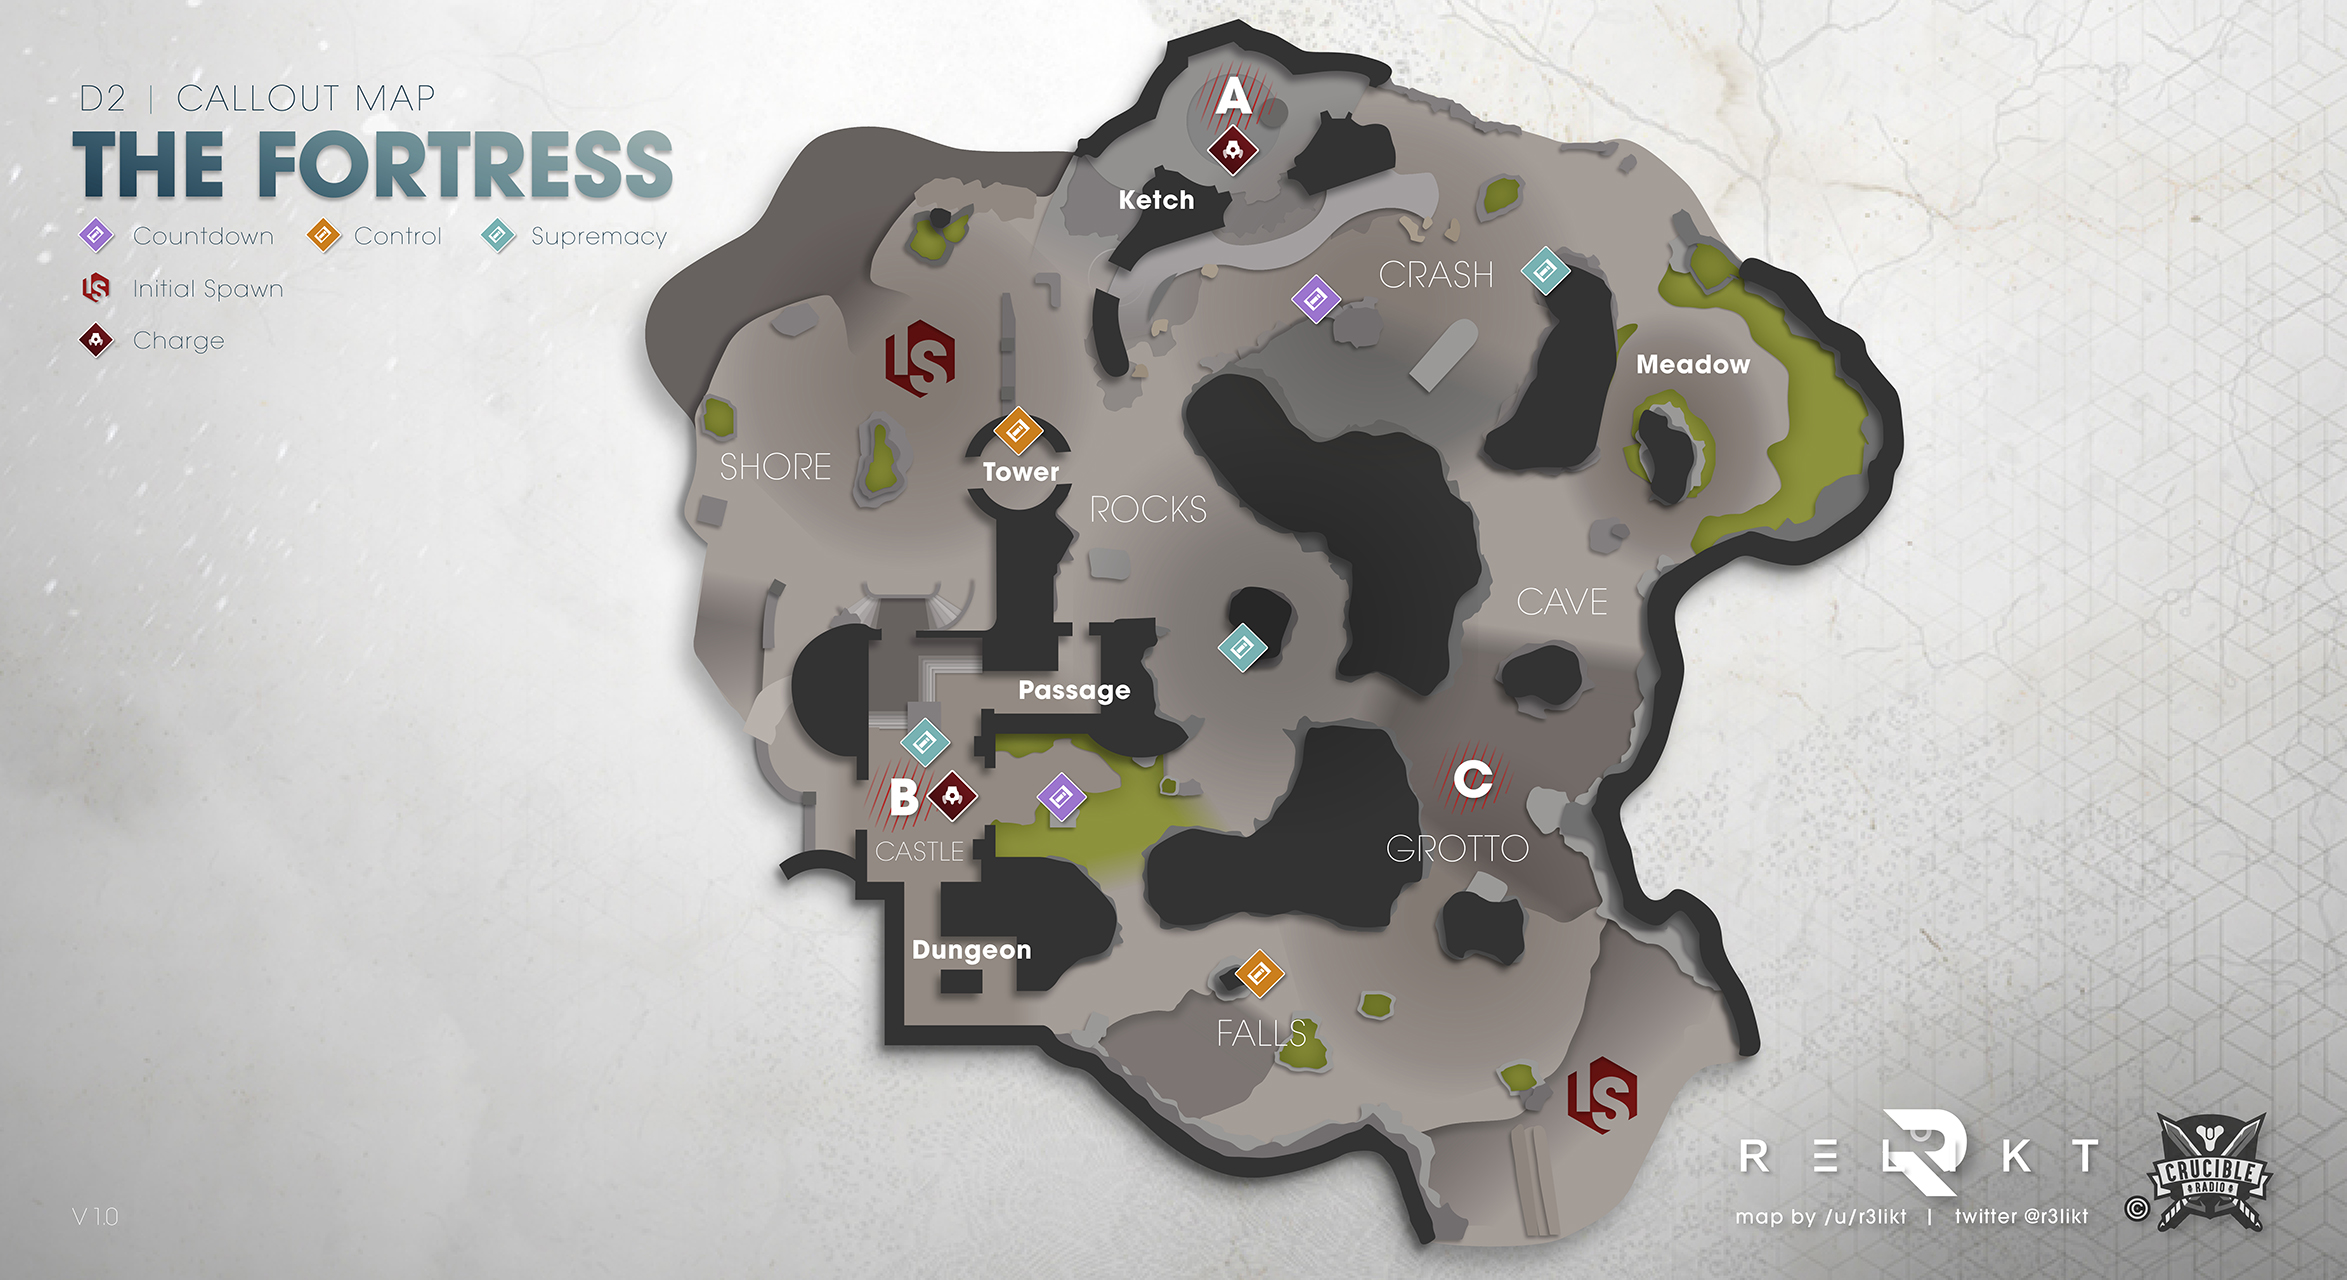 D2 | CALLOUT MAP
THE FORTRESS
Countdown
Control
Supremacy
Initial Spawn
Charge
A
Ketch
CRASH
Meadow
SHORE
Tower
ROCKS
CAVE
Passage
B
C
CASTLE
GROTTO
Dungeon
FALLS
RELIKT
map by /u/r3likt | twitter @r3likt
©
CRUCIBLE
RADIO
V 1.0